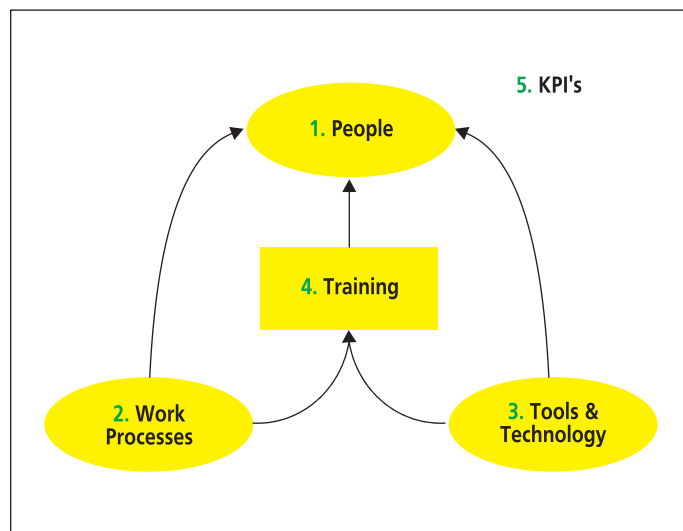 5. KPI's
1. People
4. Training
2. Work
Processes
3. Tools &
Technology